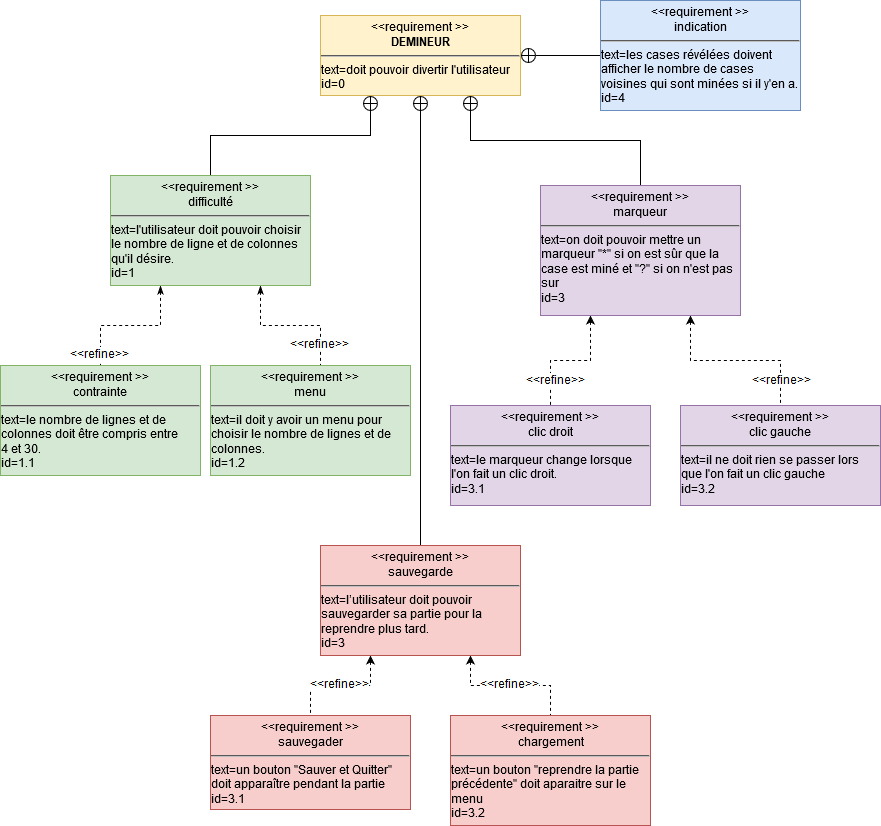 <<requirement >>
DEMINEUR
text=doit pouvoir divertir l'utilisateur
id=0
<<requirement >>
indication
text=les cases révélées doivent
afficher le nombre de cases
voisines qui sont minées si il y'en a.
id=4
<<requirement >>
difficulté
text=l'utilisateur doit pouvoir choisir
le nombre de ligne et de colonnes
qu'il désire.
id=1
<<requirement >>
marqueur
text=on doit pouvoir mettre un
marqueur "*" si on est sûr que la
case est miné et "?" si on n'est pas
sur
id=3
<<refine>>
<<refine>>
<<requirement >>
contrainte
text=le nombre de lignes et de
colonnes doit être compris entre
4 et 30.
id=1.1
<<requirement >>
menu
text=il doit y avoir un menu pour
choisir le nombre de lignes et de
colonnes.
id=1.2
<<refine>>
<<refine>>
<<requirement >>
clic droit
text=le marqueur change lorsque
l'on fait un clic droit.
id=3.1
<<requirement >>
clic gauche
text=il ne doit rien se passer lors
que l'on fait un clic gauche
id=3.2
<<requirement >>
sauvegarde
text=l'utilisateur doit pouvoir
sauvegarder sa partie pour la
reprendre plus tard.
id=3
<<refine>>
<<refine>>
<<requirement >>
sauvegader
text=un bouton "Sauver et Quitter"
doit apparaître pendant la partie
id=3.1
<<requirement >>
chargement
text=un bouton "reprendre la partie
précédente" doit aparaitre sur le
menu
id=3.2